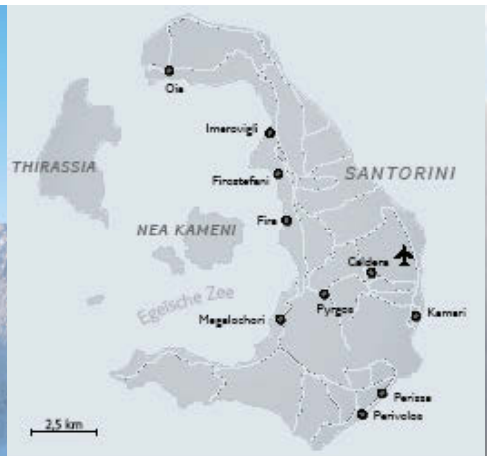 Oia
Imerovigli
THIRASSIA
Firostefani
SANTORINI
Fira
NEA KAMENI
Caldera
Egeïsche Zee
Pyrgos
Megalochori
Kamari
Perissa
Perivolos
2,5 km